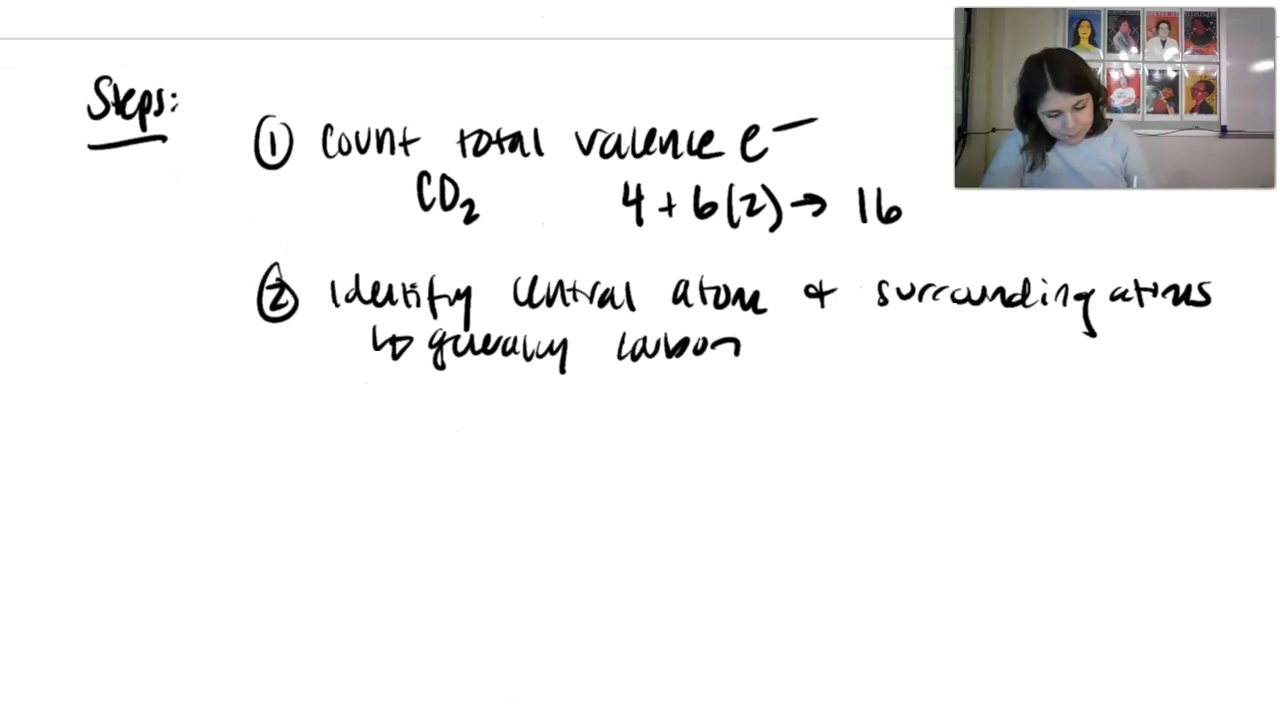 Steps:
① Count total valence e⁻
CO₂ 4 + 6(2) → 16
② identify central atom & surrounding atoms
↳ generally carbon